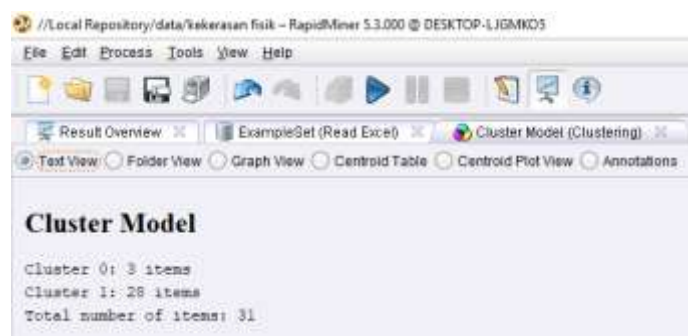 //Local Repository/data/kekerasan fisik – RapidMiner 5.3.000 @ DESKTOP-LJGMKO5
File Edit Process Tools View Help
Result Overview ExampleSet (Read Excel) Cluster Model (Clustering)
Text View Folder View Graph View Centroid Table Centroid Plot View Annotations
Cluster Model
Cluster 0: 3 items
Cluster 1: 28 items
Total number of items: 31